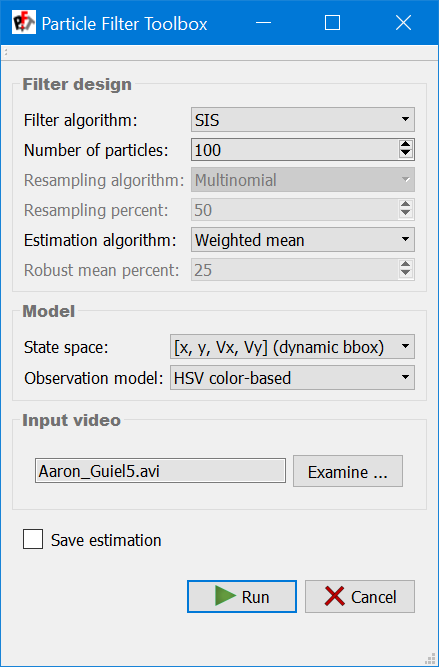 Particle Filter Toolbox
Filter design
Filter algorithm: SIS
Number of particles: 100
Resampling algorithm: Multinomial
Resampling percent: 50
Estimation algorithm: Weighted mean
Robust mean percent: 25
Model
State space: [x, y, Vx, Vy] (dynamic bbox)
Observation model: HSV color-based
Input video
Aaron_Guiel5.avi Examine ...
Save estimation
Run Cancel